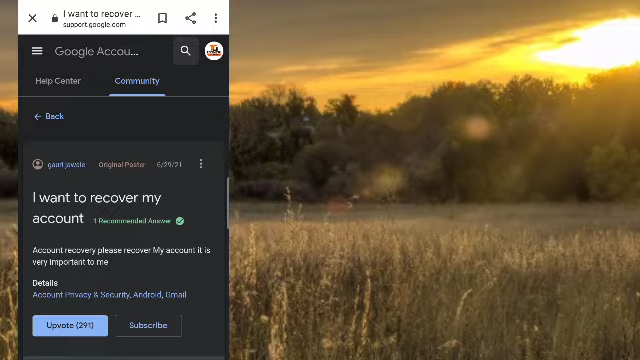 I want to recover ...
support.google.com
Google Accou...
Help Center
Community
Back
gauri jawale
Original Poster
6/29/21
I want to recover my
account
1 Recommended Answer
Account recovery please recover My account it is
very important to me
Details
Account Privacy & Security, Android, Gmail
Upvote (291)
Subscribe